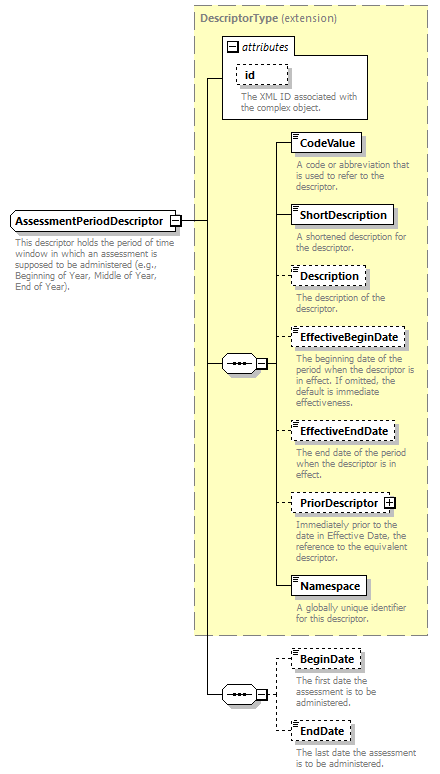 DescriptorType (extension)
attributes
id
The XML ID associated with
the complex object.
CodeValue
A code or abbreviation that
is used to refer to the
descriptor.
ShortDescription
A shortened description for
the descriptor.
AssessmentPeriodDescriptor
This descriptor holds the period of time
window in which an assessment is
supposed to be administered (e.g.,
Beginning of Year, Middle of Year,
End of Year).
Description
The description of the
descriptor.
EffectiveBeginDate
The beginning date of the
period when the descriptor is
in effect. If omitted, the
default is immediate
effectiveness.
EffectiveEndDate
The end date of the period
when the descriptor is in
effect.
PriorDescriptor
Immediately prior to the
date in Effective Date, the
reference to the equivalent
descriptor.
Namespace
A globally unique identifier
for this descriptor.
BeginDate
The first date the
assessment is to be
administered.
EndDate
The last date the assessment
is to be administered.